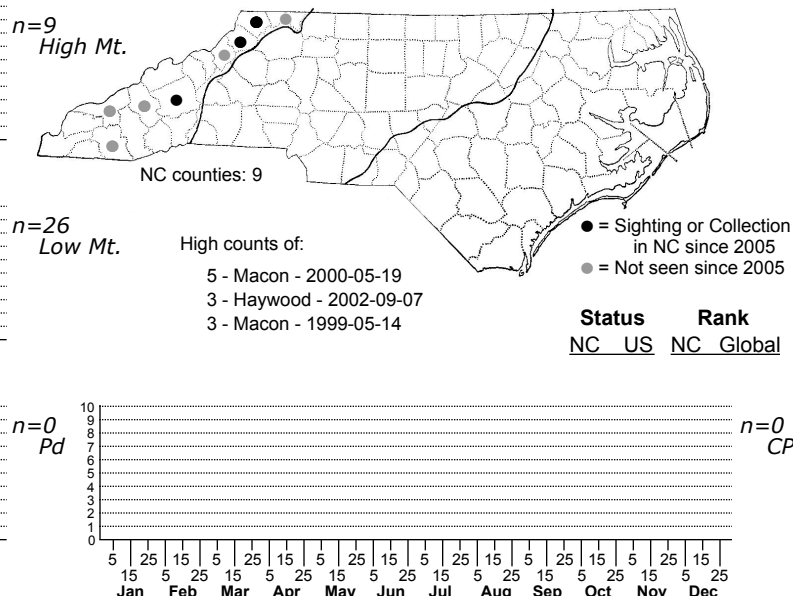 n=9
High Mt.
NC counties: 9
n=26
Low Mt.
High counts of:
5 - Macon - 2000-05-19
3 - Haywood - 2002-09-07
3 - Macon - 1999-05-14
● = Sighting or Collection
in NC since 2005
● = Not seen since 2005
Status Rank
NC US NC Global
n=0
Pd
10
9
8
7
6
5
4
3
2
1
0
n=0
CP
5 25 15 5 25 15 5 25 15 5 25 15 5 25 15 5 25 15
15 5 25 15 5 25 15 5 25 15 5 25 15 5 25 15 5 25
Jan Feb Mar Apr May Jun Jul Aug Sep Oct Nov Dec